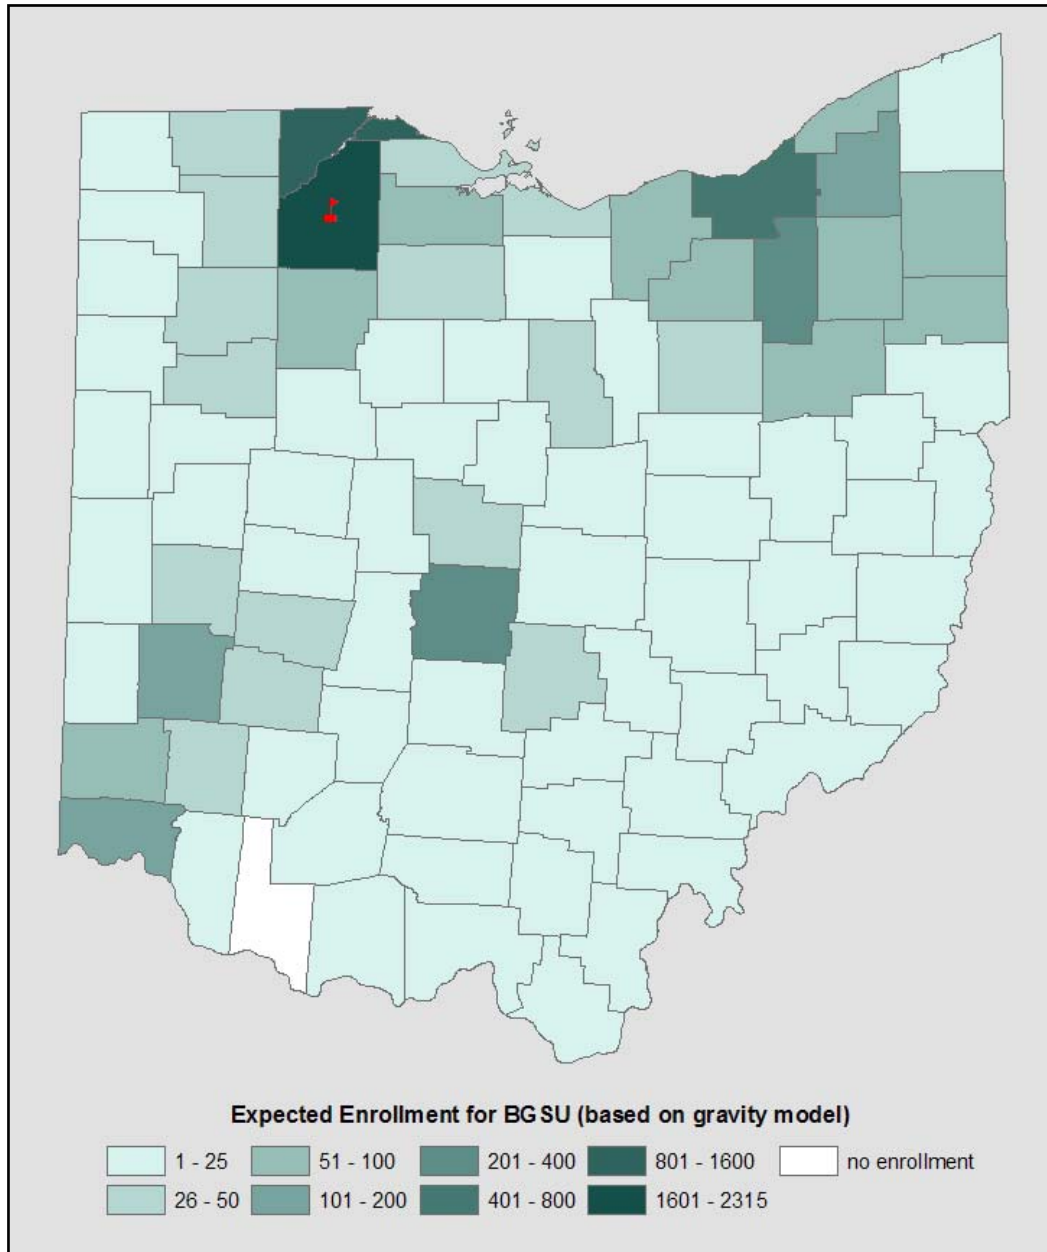 Expected Enrollment for BGSU (based on gravity model)
1 - 25 51 - 100 201 - 400 801 - 1600 no enrollment
26 - 50 101 - 200 401 - 800 1601 - 2315